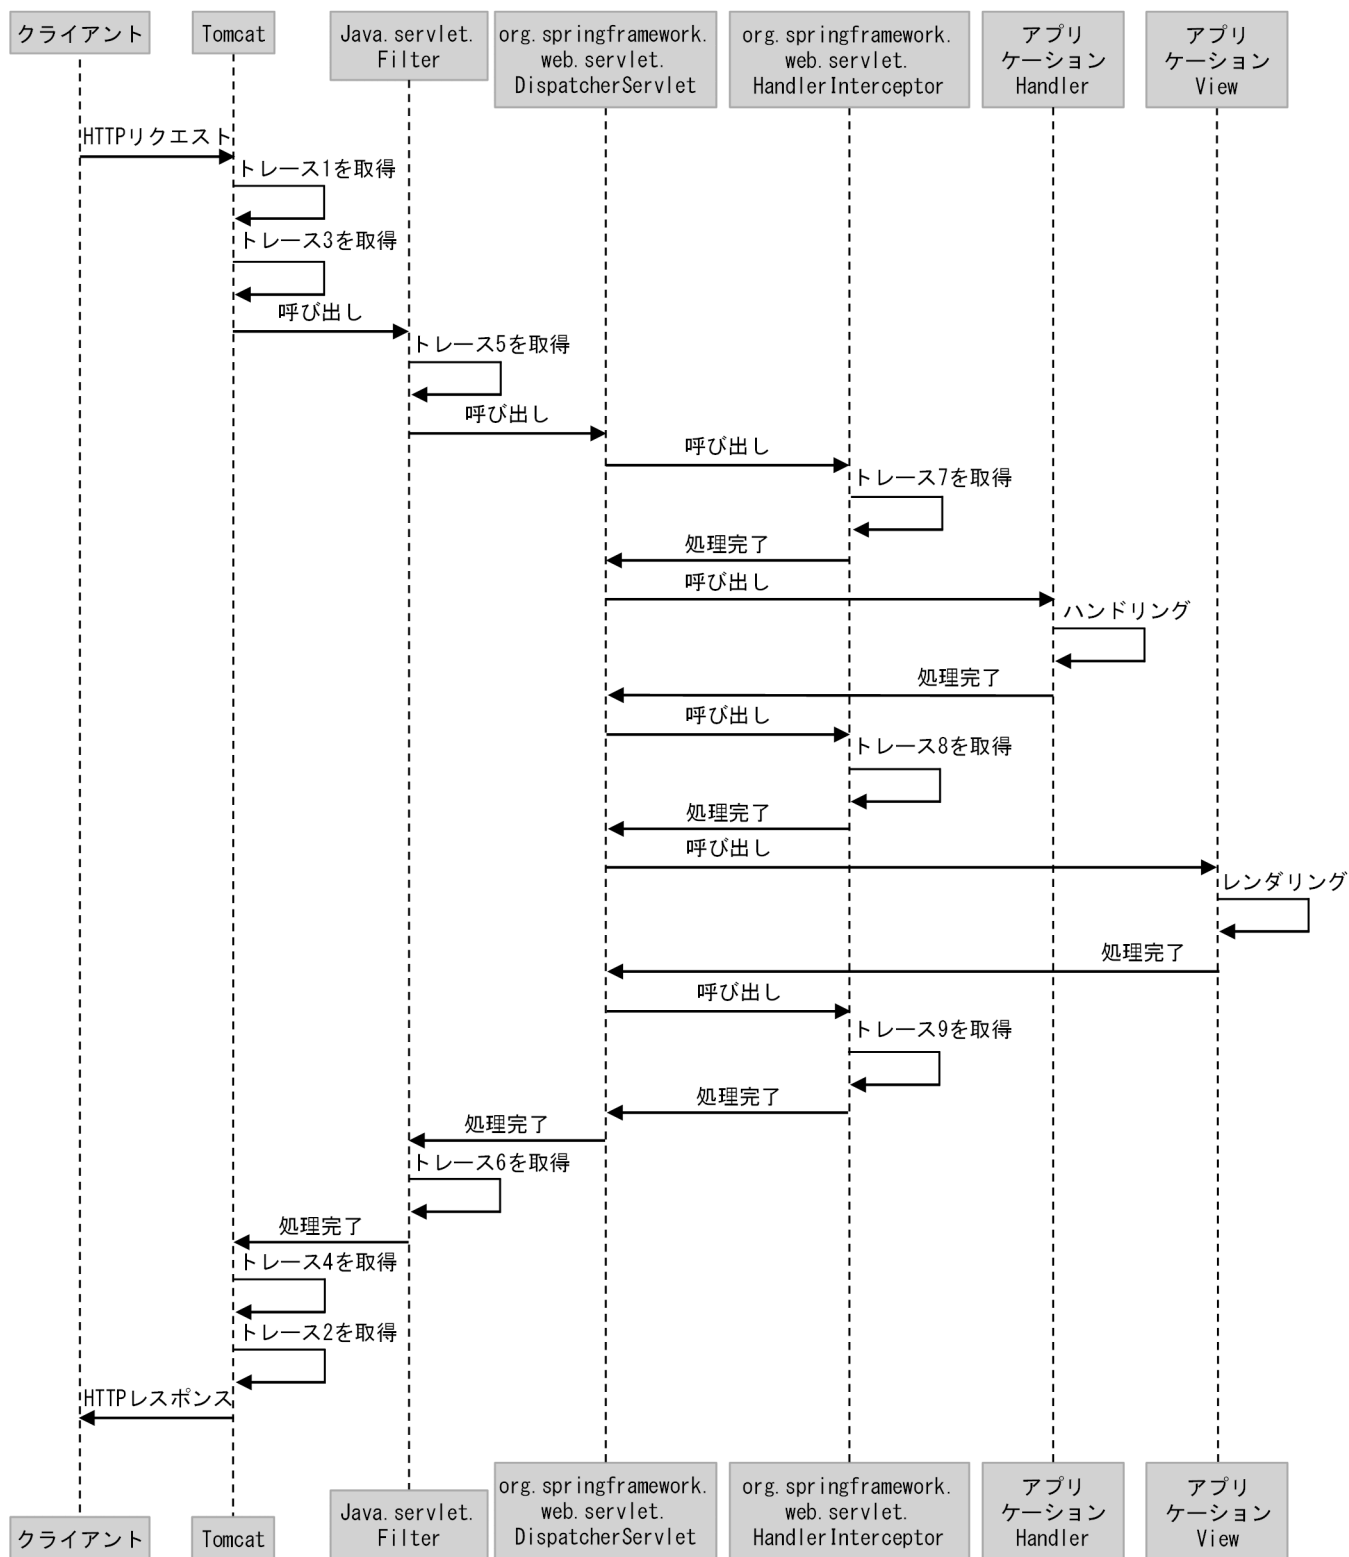 クライアント
Tomcat
Java.servlet.
Filter
org.springframework.
web.servlet.
DispatcherServlet
org.springframework.
web.servlet.
HandlerInterceptor
アプリ
ケーション
Handler
アプリ
ケーション
View
HTTPリクエスト
トレース1を取得
トレース3を取得
呼び出し
トレース5を取得
呼び出し
呼び出し
トレース7を取得
処理完了
呼び出し
ハンドリング
処理完了
呼び出し
トレース8を取得
処理完了
呼び出し
レンダリング
処理完了
呼び出し
トレース9を取得
処理完了
処理完了
トレース6を取得
処理完了
トレース4を取得
トレース2を取得
HTTPレスポンス
クライアント
Tomcat
Java.servlet.
Filter
org.springframework.
web.servlet.
DispatcherServlet
org.springframework.
web.servlet.
HandlerInterceptor
アプリ
ケーション
Handler
アプリ
ケーション
View